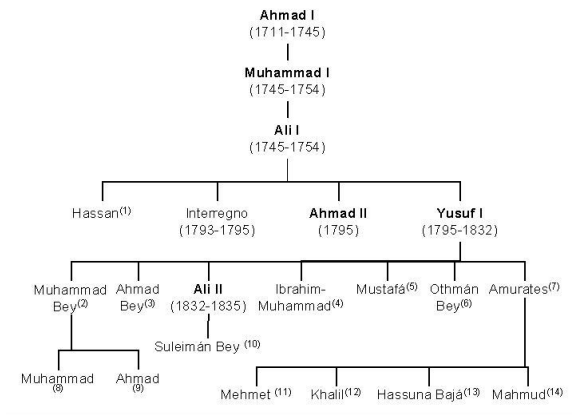 Ahmad I
(1711-1745)
Muhammad I
(1745-1754)
Ali I
(1745-1754)
Hassan(1)
Interregno
(1793-1795)
Ahmad II
(1795)
Yusuf I
(1795-1832)
Muhammad
Bey(2)
Ahmad
Bey(3)
Ali II
(1832-1835)
Ibrahim-
Muhammad(4)
Mustafá(5)
Othmán
Bey(6)
Amurates(7)
Suleimán Bey (10)
Muhammad
(8)
Ahmad
(9)
Mehmet (11)
Khalil(12)
Hassuna Bajá(13)
Mahmud(14)